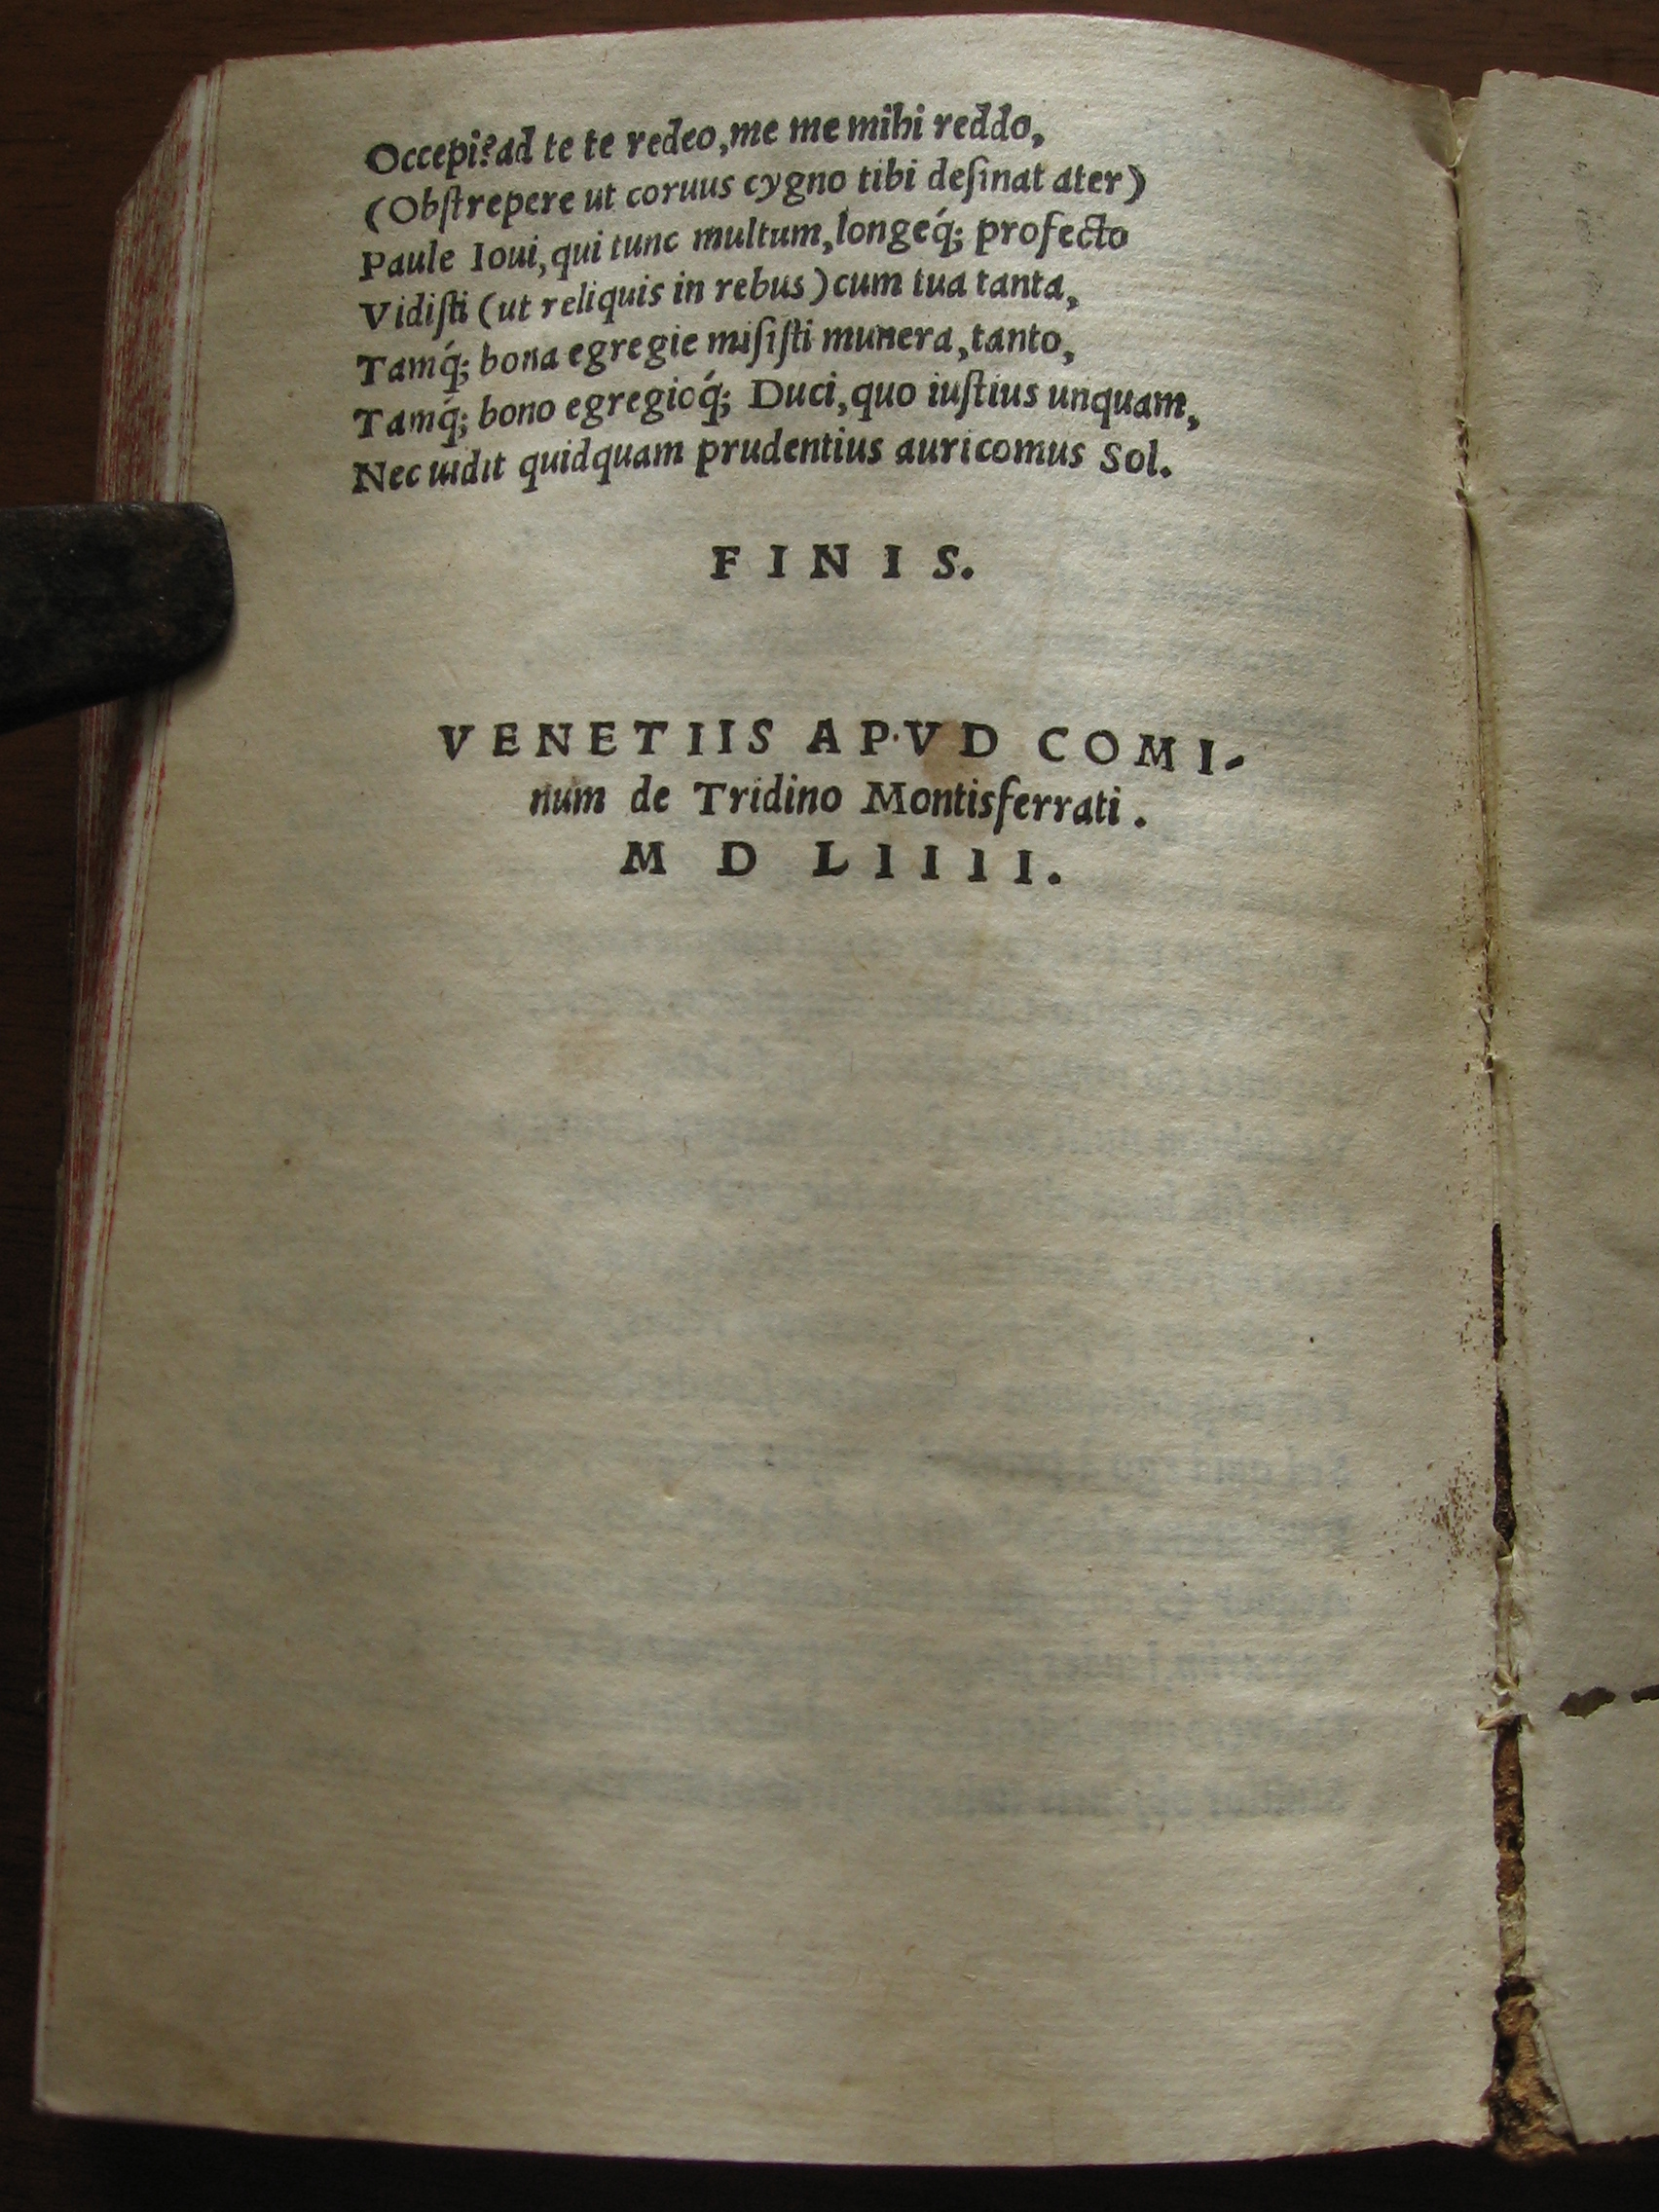 Occepi? ad te te redeo, me me mihi reddo,
(Obſtrepere ut coruus cygno tibi deſinat ater)
Paule Ioui, qui tunc multum, longeq́; profecto
Vidiſti (ut reliquis in rebus) cum tua tanta,
Tamq́; bona egregie miſiſti munera, tanto,
Tamq́; bono egregioq́; Duci, quo iuſtius unquam,
Nec uidit quidquam prudentius auricomus Sol.
FINIS.
VENETIIS APVD COMI-
num de Tridino Montisferrati.
M D LIIII.